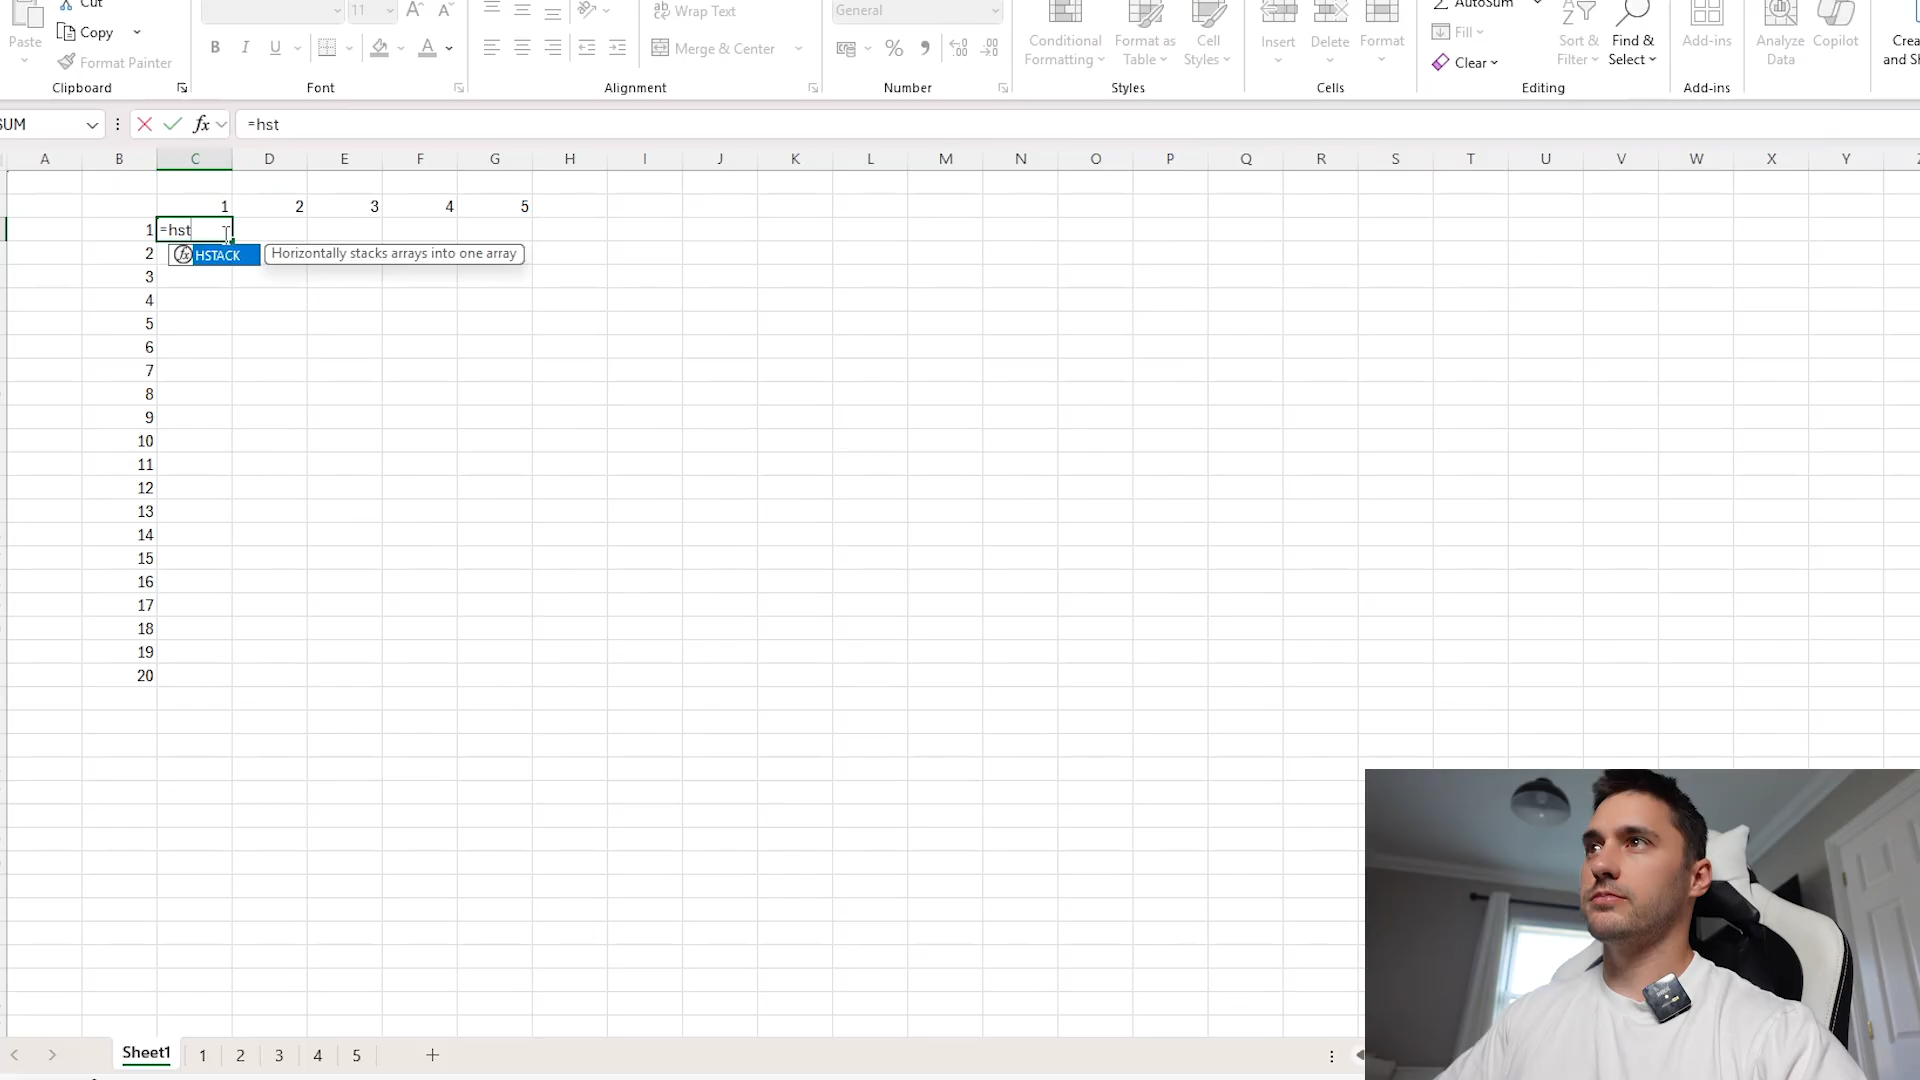 Cut
Paste
Copy
Format Painter
Clipboard
11
A A
B I U
A
Font
ab Wrap Text
Merge & Center
Alignment
General
% 9
Number
Conditional Formatting
Format as Table
Cell Styles
Styles
Insert
Delete
Format
Cells
AutoSum
Fill
Clear
Sort & Filter
Find & Select
Editing
Add-ins
Add-ins
Analyze Data
Copilot
SUM
fx
=hst
A B C D E F G H I J K L M N O P Q R S T U V W X Y
1 2 3 4 5
1 =hst
2 fx HSTACK Horizontally stacks arrays into one array
3
4
5
6
7
8
9
10
11
12
13
14
15
16
17
18
19
20
Sheet1 1 2 3 4 5 +